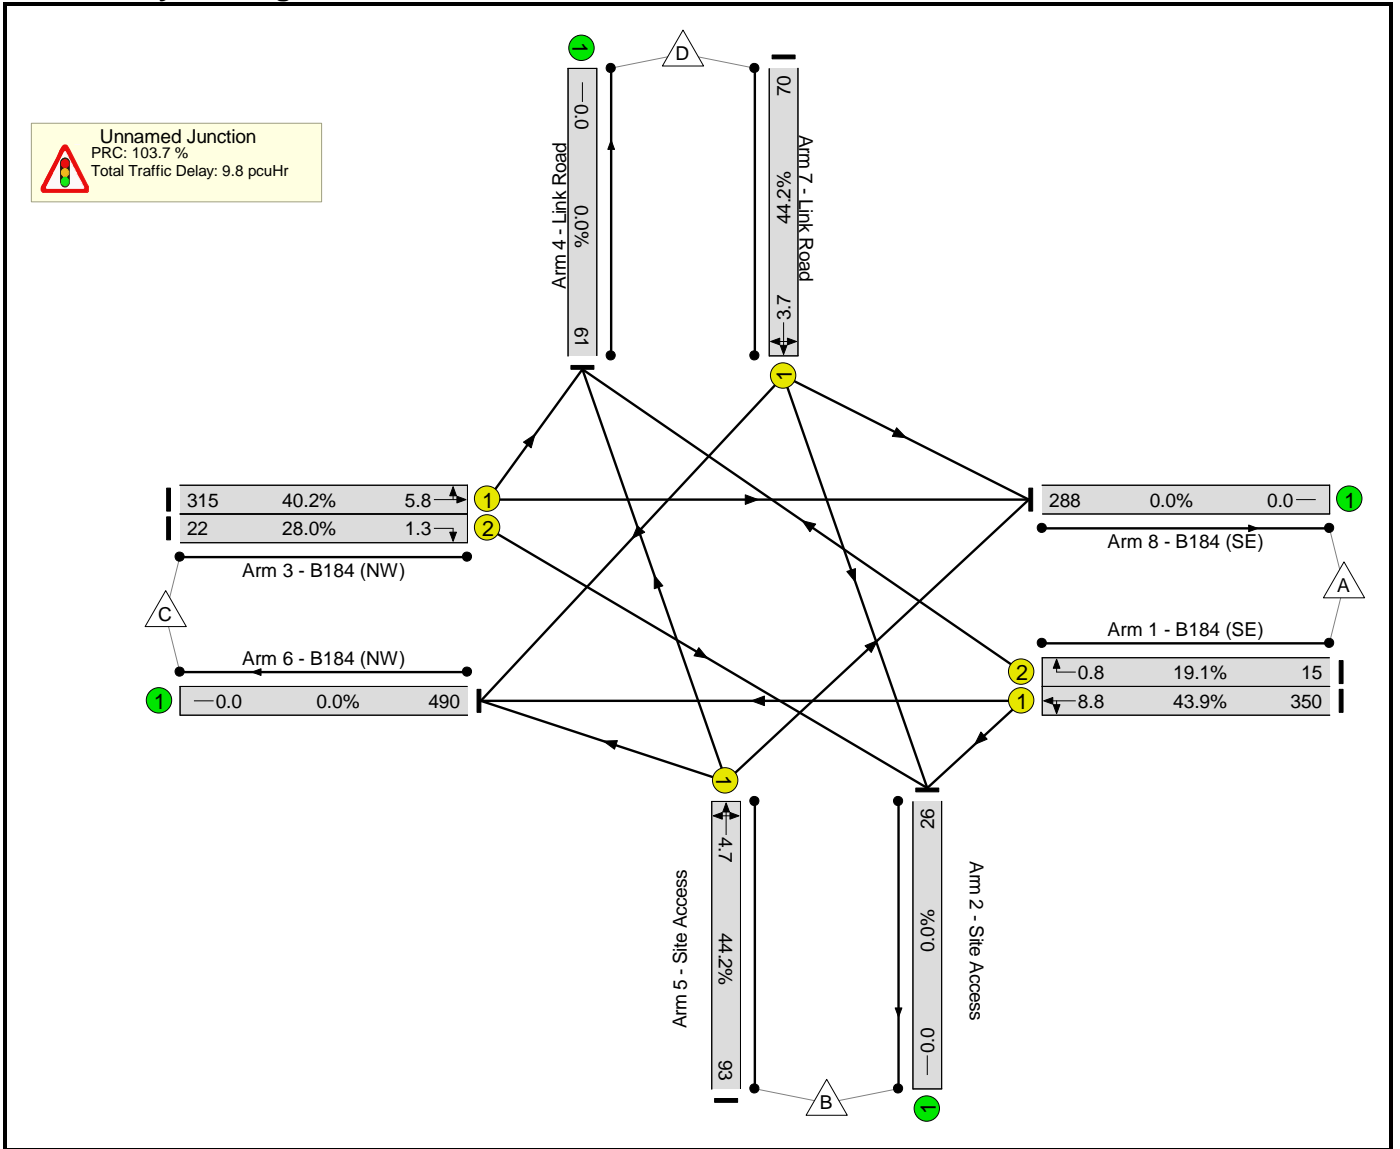 1
D
70
44.2%
3.7
Arm 7 - Link Road
1
0.0
0.0%
61
Arm 4 - Link Road
Unnamed Junction
PRC: 103.7 %
Total Traffic Delay: 9.8 pcuHr
315 40.2% 5.8 1
22 28.0% 1.3 2
Arm 3 - B184 (NW)
C
Arm 6 - B184 (NW)
1 0.0 0.0% 490
288 0.0% 0.0 1
Arm 8 - B184 (SE)
A
Arm 1 - B184 (SE)
2 0.8 19.1% 15
1 8.8 43.9% 350
1
4.7
44.2%
93
Arm 5 - Site Access
26
0.0%
0.0
Arm 2 - Site Access
B
1